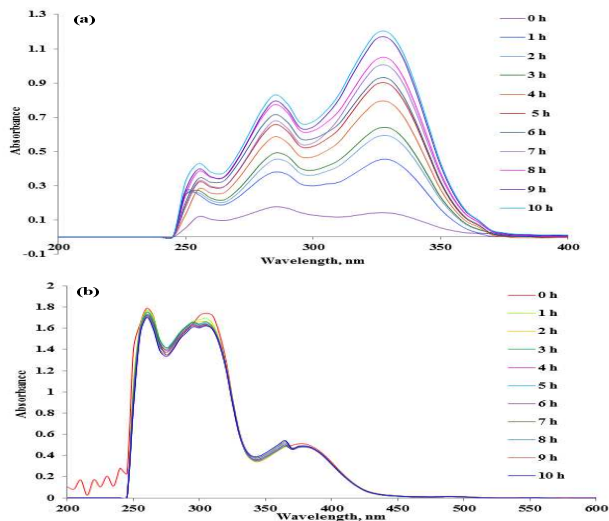 (a)
1.3
1.1
0.9
0.7
0.5
0.3
0.1
-0.1
Absorbance
200
250
300
350
400
Wavelength, nm
0 h
1 h
2 h
3 h
4 h
5 h
6 h
7 h
8 h
9 h
10 h
(b)
2
1.8
1.6
1.4
1.2
1
0.8
0.6
0.4
0.2
0
Absorbance
200
250
300
350
400
450
500
550
600
Wavelength, nm
0 h
1 h
2 h
3 h
4 h
5 h
6 h
7 h
8 h
9 h
10 h